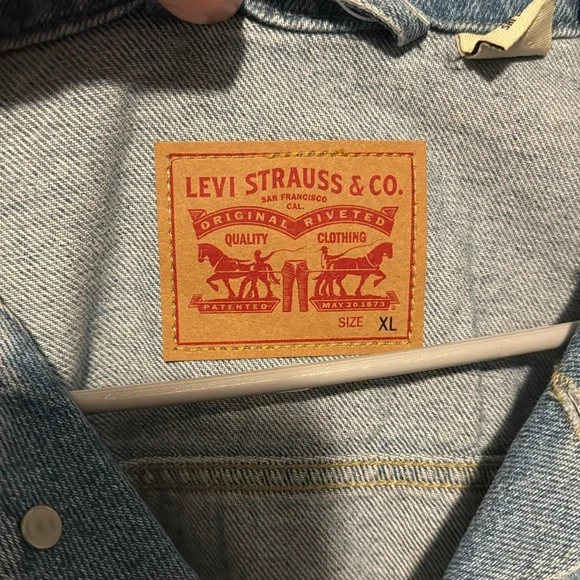 LEVI STRAUSS & CO.
SAN FRANCISCO
CAL.
ORIGINAL RIVETED
QUALITY CLOTHING
PATENTED MAY 20 1873
SIZE XL